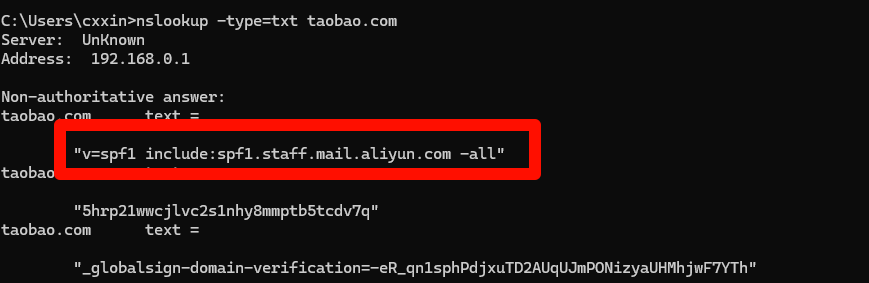 C:\Users\cxxin>nslookup -type=txt taobao.com
Server:  UnKnown
Address:  192.168.0.1
Non-authoritative answer:
taobao.com      text =
"v=spf1 include:spf1.staff.mail.aliyun.com -all"
taobao
"5hrp21wwcjlvc2s1nhy8mmptb5tcdv7q"
taobao.com      text =
"_globalsign-domain-verification=-eR_qn1sphPdjxuTD2AUqUJmPONizyaUHMhjwF7YTh"